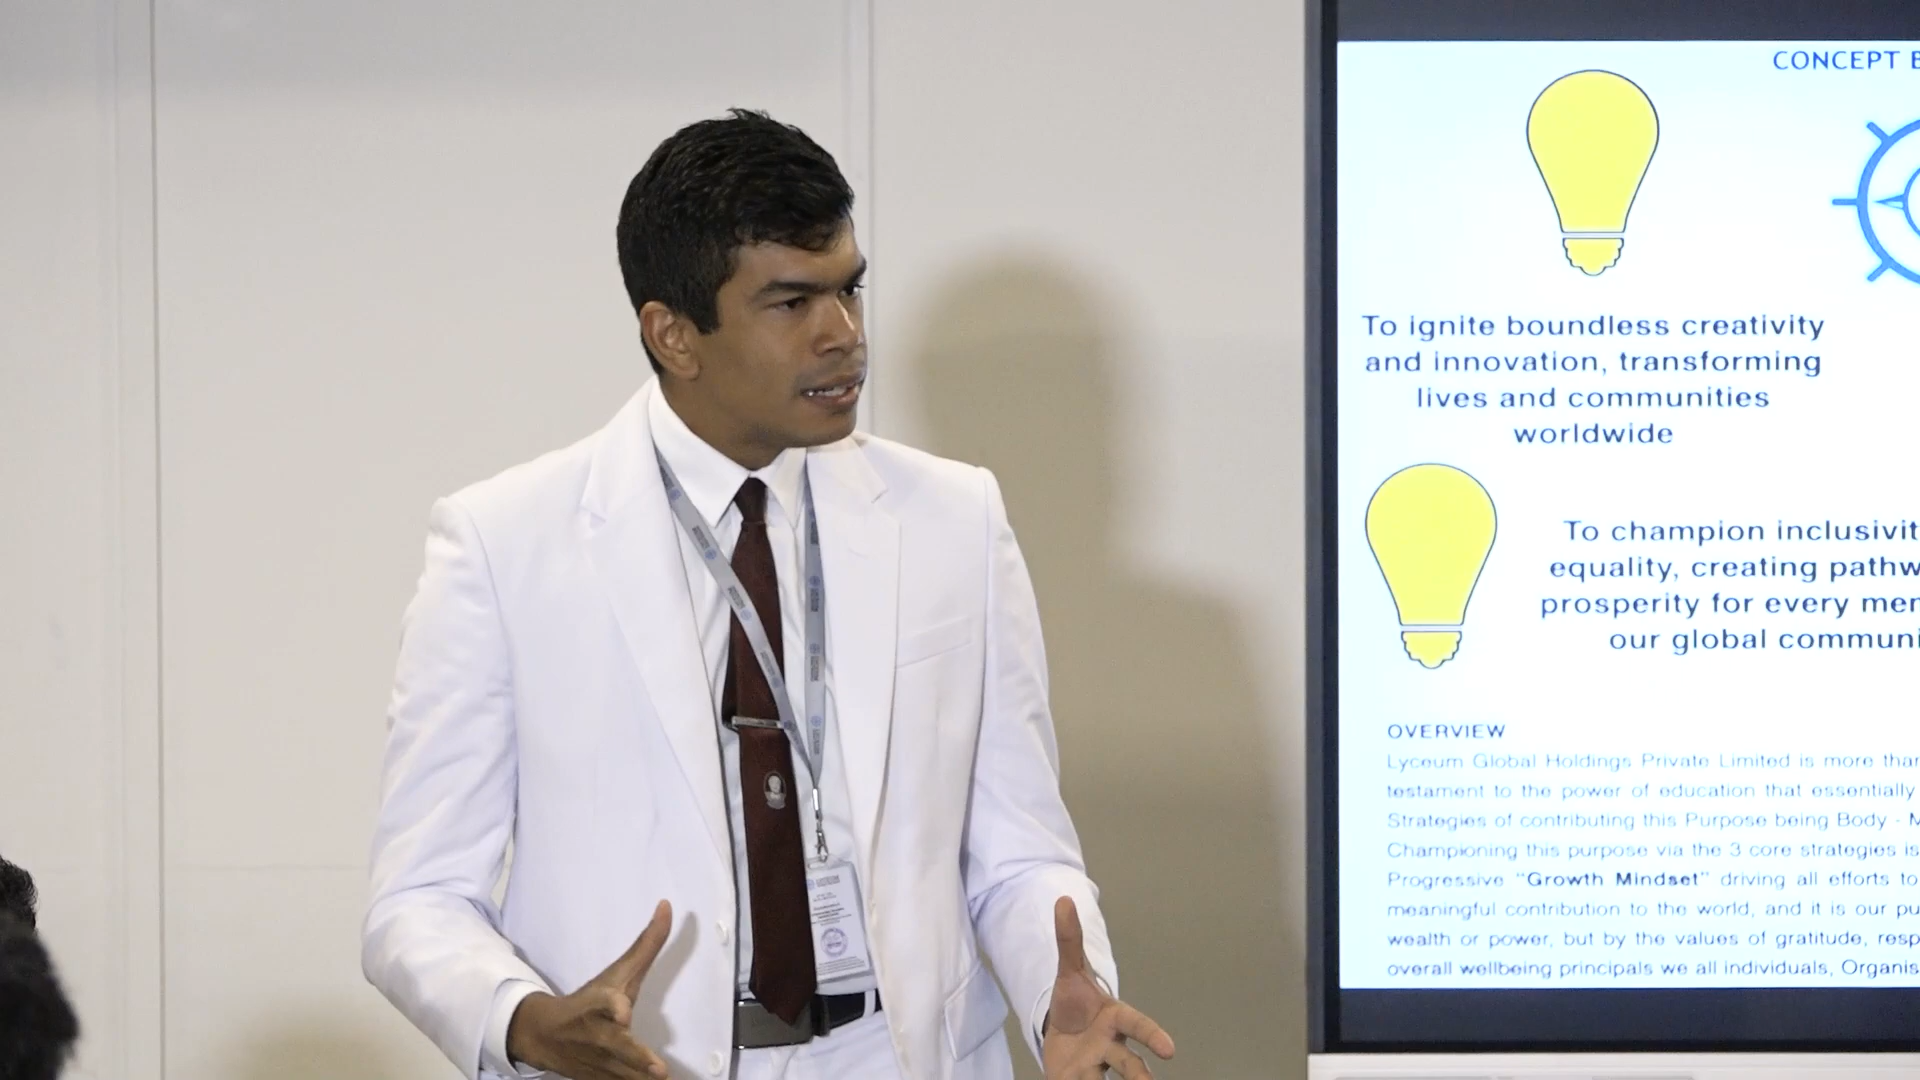 CONCEPT
To ignite boundless creativity
and innovation, transforming
lives and communities
worldwide
To champion inclusivit
equality, creating pathw
prosperity for every mem
our global communi
OVERVIEW
Lyceum Global Holdings Private Limited is more than
testament to the power of education that essentially
Strategies of contributing this Purpose being Body - M
Championing this purpose via the 3 core strategies is
Progressive “Growth Mindset” driving all efforts to
meaningful contribution to the world, and it is our pu
wealth or power, but by the values of gratitude, resp
overall wellbeing principals we all individuals, Organis